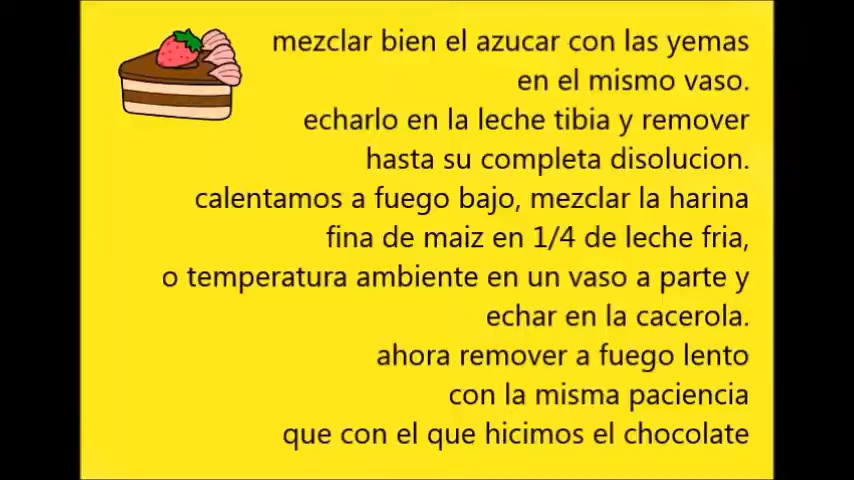 mezclar bien el azucar con las yemas
en el mismo vaso.
echarlo en la leche tibia y remover
hasta su completa disolucion.
calentamos a fuego bajo, mezclar la harina
fina de maiz en 1/4 de leche fria,
o temperatura ambiente en un vaso a parte y
echar en la cacerola.
ahora remover a fuego lento
con la misma paciencia
que con el que hicimos el chocolate